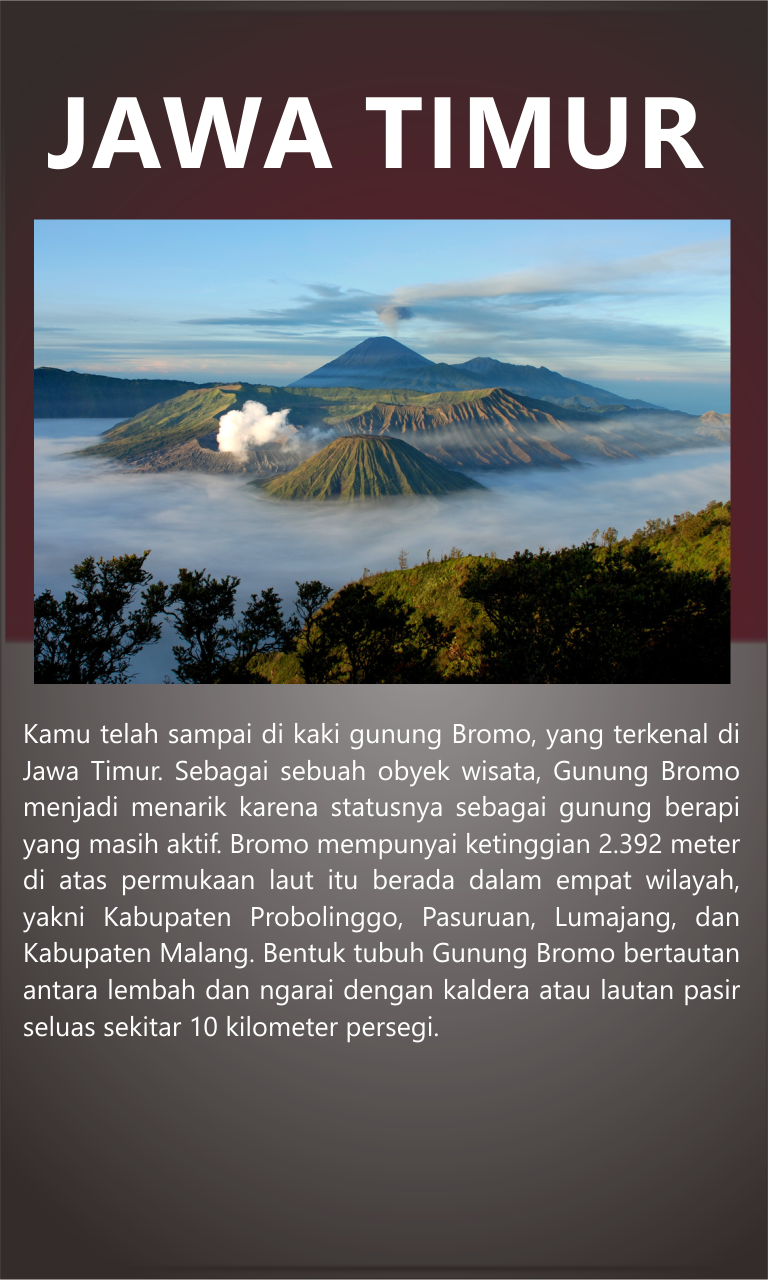 JAWA TIMUR
Kamu telah sampai di kaki gunung Bromo, yang terkenal di
Jawa Timur. Sebagai sebuah obyek wisata, Gunung Bromo
menjadi menarik karena statusnya sebagai gunung berapi
yang masih aktif. Bromo mempunyai ketinggian 2.392 meter
di atas permukaan laut itu berada dalam empat wilayah,
yakni Kabupaten Probolinggo, Pasuruan, Lumajang, dan
Kabupaten Malang. Bentuk tubuh Gunung Bromo bertautan
antara lembah dan ngarai dengan kaldera atau lautan pasir
seluas sekitar 10 kilometer persegi.